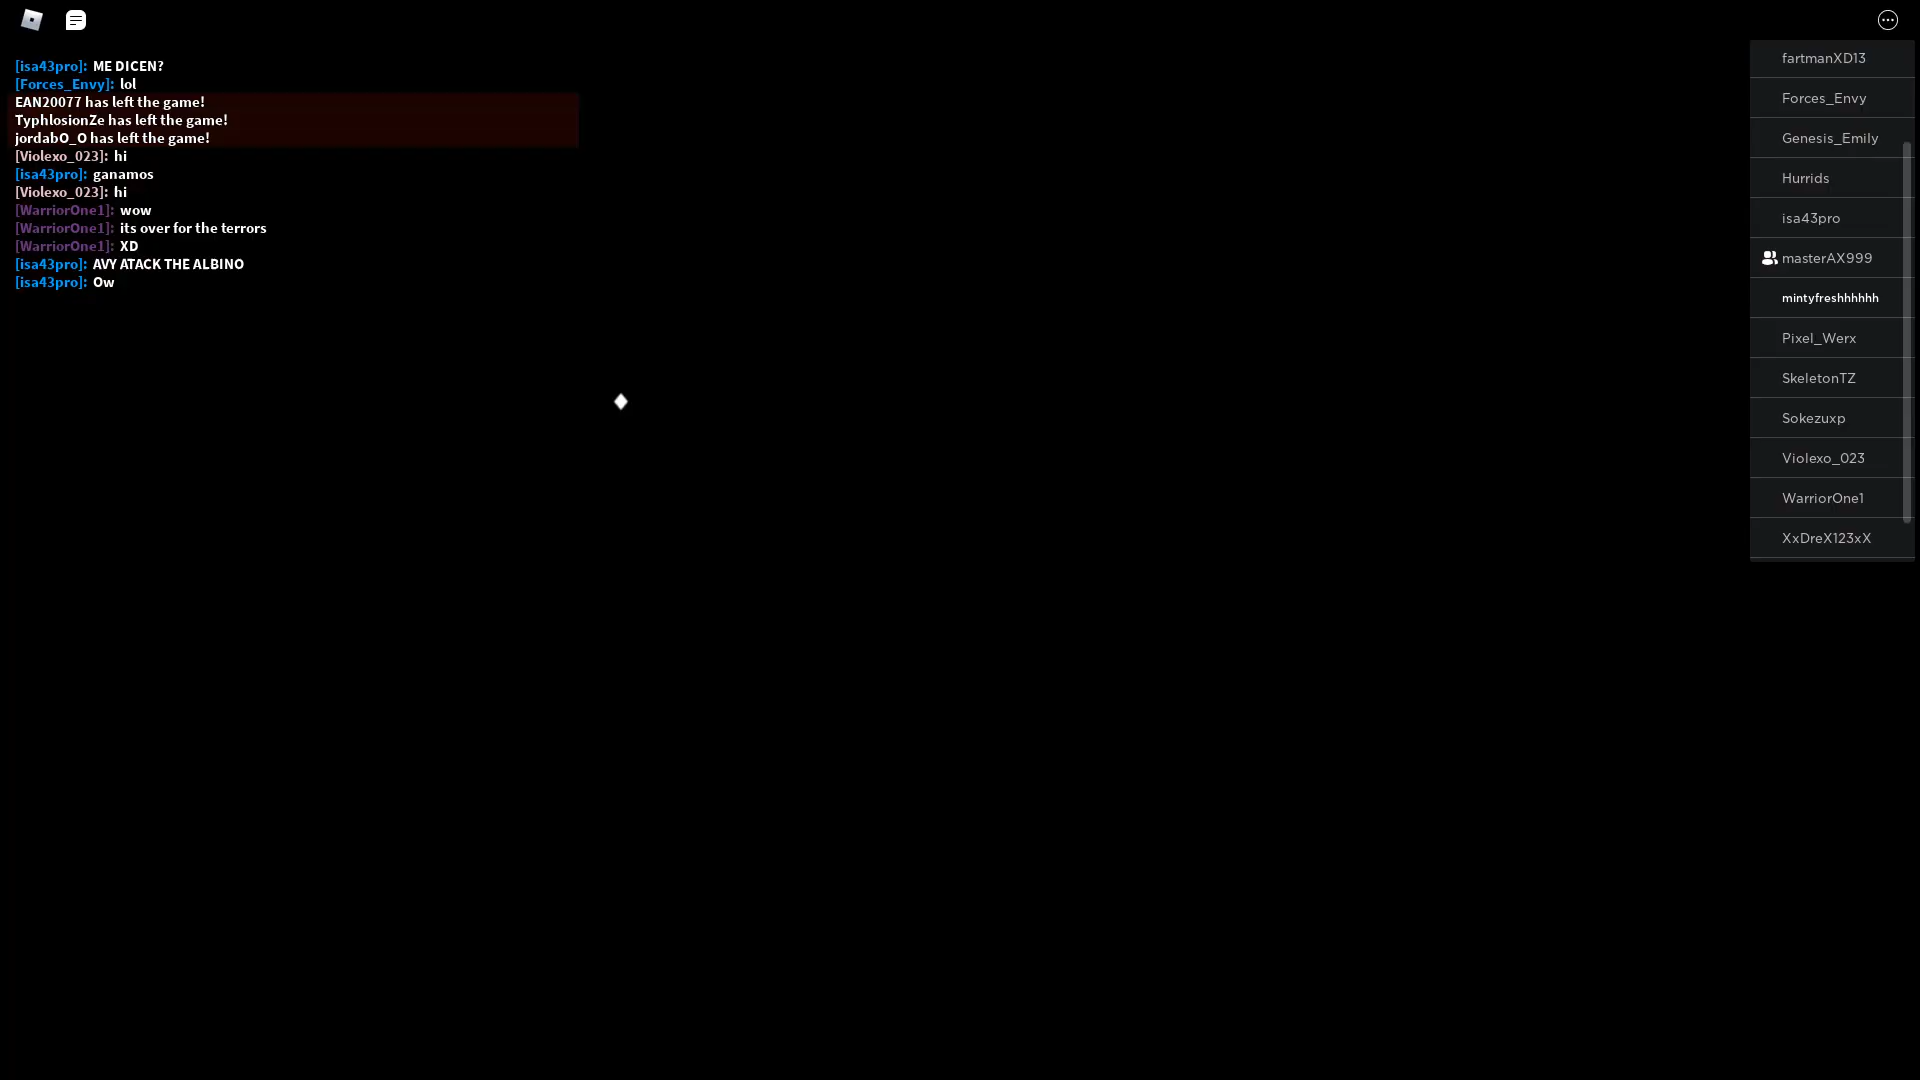 [isa43pro]: ME DICEN?
[Forces_Envy]: lol
EAN20077 has left the game!
TyphlosionZe has left the game!
jordabO_O has left the game!
[Violexo_023]: hi
[isa43pro]: ganamos
[Violexo_023]: hi
[WarriorOne1]: wow
[WarriorOne1]: its over for the terrors
[WarriorOne1]: XD
[isa43pro]: AVY ATACK THE ALBINO
[isa43pro]: Ow
fartmanXD13
Forces_Envy
Genesis_Emily
Hurrids
isa43pro
masterAX999
mintyfreshhhhhh
Pixel_Werx
SkeletonTZ
Sokezuxp
Violexo_023
WarriorOne1
XxDreX123xX